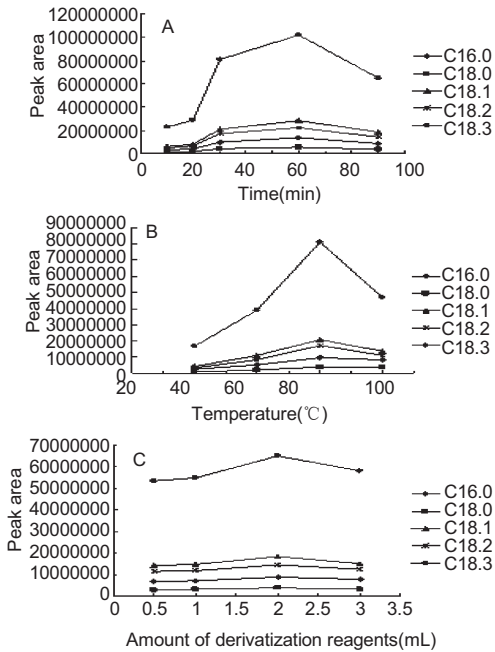 A
Peak area
120000000
100000000
80000000
60000000
40000000
20000000
0
0 20 40 60 80 100
Time(min)
C16.0
C18.0
C18.1
C18.2
C18.3
B
Peak area
90000000
80000000
70000000
60000000
50000000
40000000
30000000
20000000
10000000
0
20 40 60 80 100
Temperature(℃)
C16.0
C18.0
C18.1
C18.2
C18.3
C
Peak area
70000000
60000000
50000000
40000000
30000000
20000000
10000000
0
0 0.5 1 1.5 2 2.5 3 3.5
Amount of derivatization reagents(mL)
C16.0
C18.0
C18.1
C18.2
C18.3